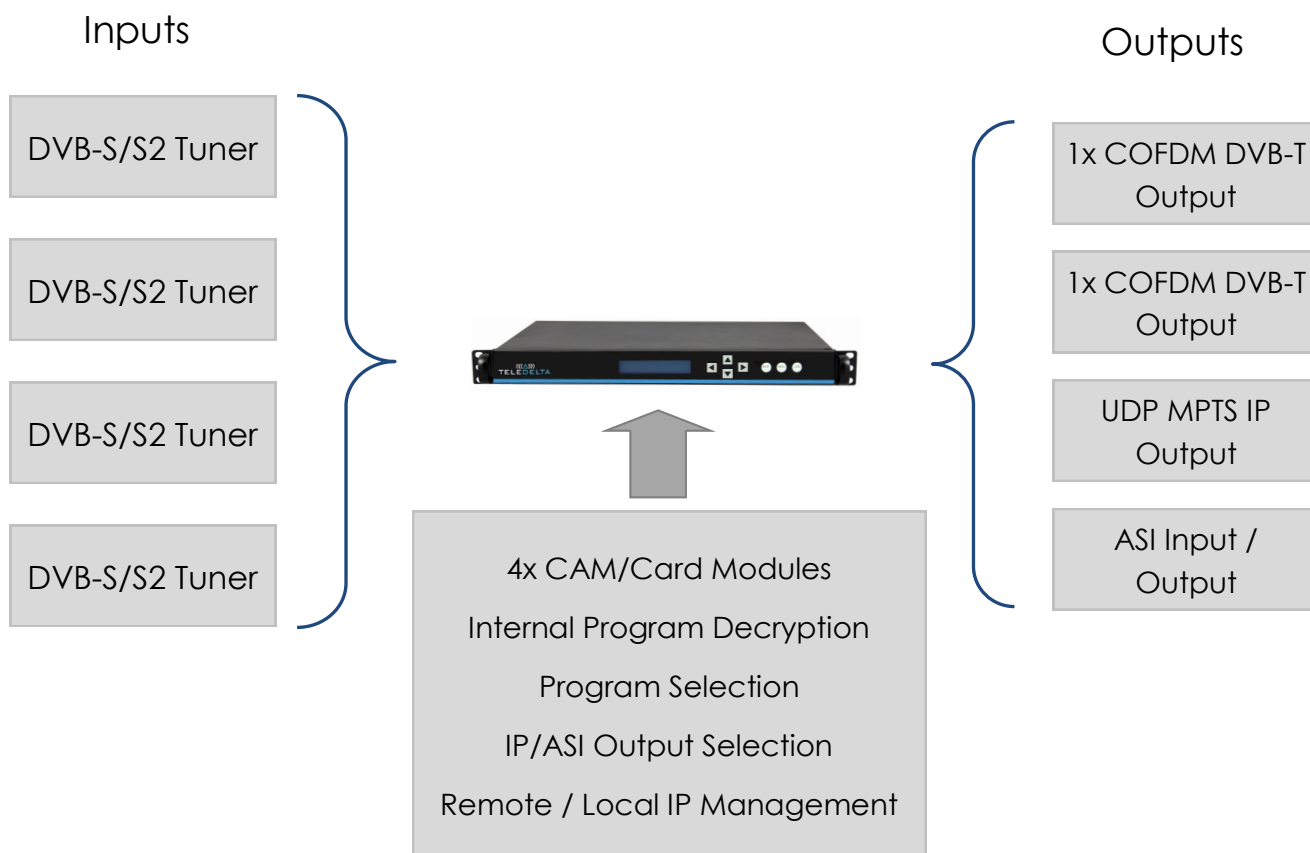 Inputs
DVB-S/S2 Tuner
DVB-S/S2 Tuner
DVB-S/S2 Tuner
DVB-S/S2 Tuner
TELEDELTA
4x CAM/Card Modules
Internal Program Decryption
Program Selection
IP/ASI Output Selection
Remote / Local IP Management
Outputs
1x COFDM DVB-T
Output
1x COFDM DVB-T
Output
UDP MPTS IP
Output
ASI Input /
Output